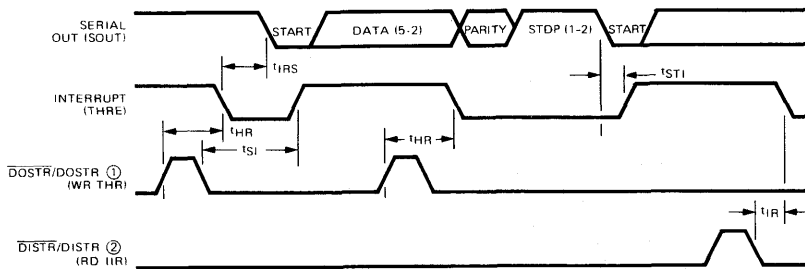 SERIAL
OUT (SOUT)
START
DATA (5-2)
PARITY
STDP (1-2)
START
tIRS
tSTI
INTERRUPT
(THRE)
tHR
tSI
tHR
DOSTR/DOSTR ①
(WR THR)
tIR
DISTR/DISTR ②
(RD IIR)